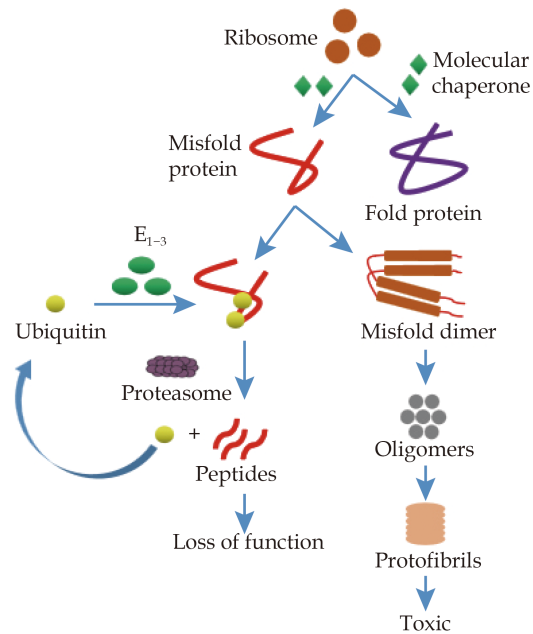 Ribosome
Molecular
chaperone
Misfold
protein
Fold protein
E1–3
Ubiquitin
Misfold dimer
Proteasome
+
Peptides
Oligomers
Loss of function
Protofibrils
Toxic